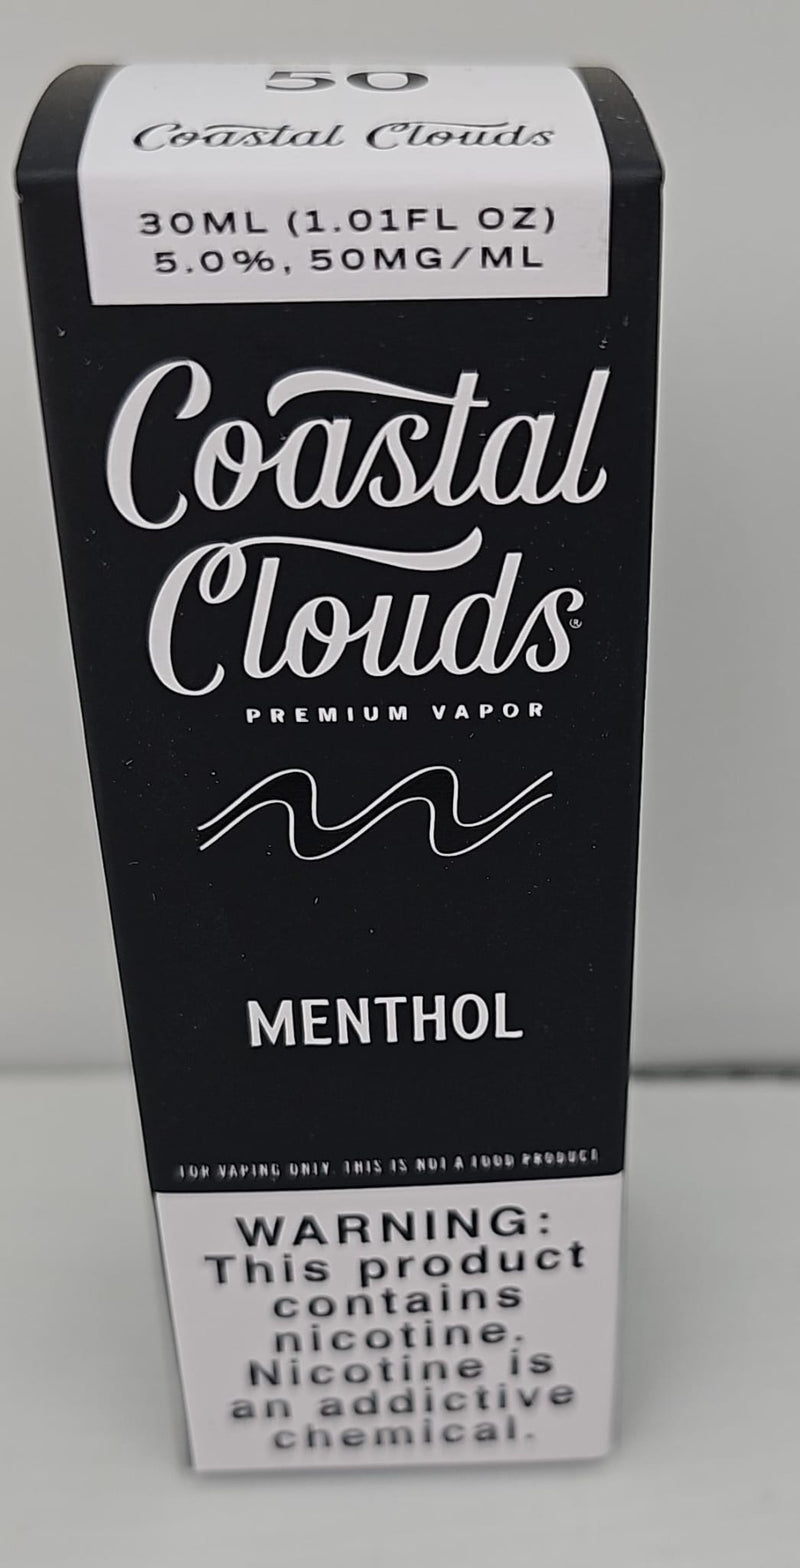 50
Coastal Clouds
30ML (1.01FL OZ)
5.0%, 50MG/ML
Coastal
Clouds®
PREMIUM VAPOR
MENTHOL
FOR VAPING ONLY. THIS IS NOT A FOOD PRODUCT
WARNING:
This product
contains
nicotine.
Nicotine is
an addictive
chemical.